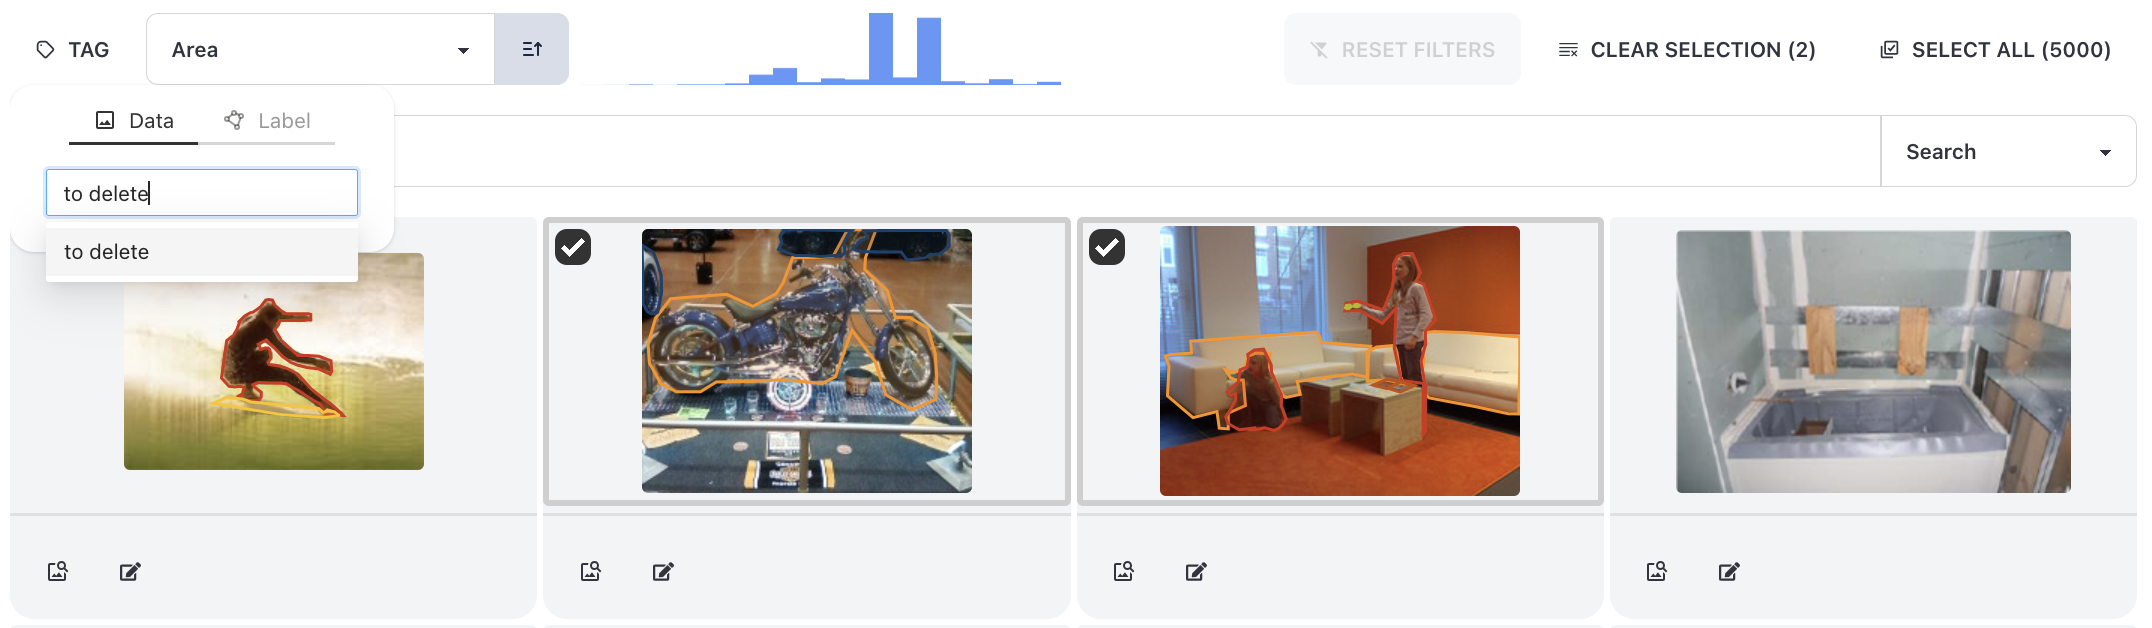 TAG
Area
RESET FILTERS
CLEAR SELECTION (2)
SELECT ALL (5000)
Data
Label
Search
to delete
to delete